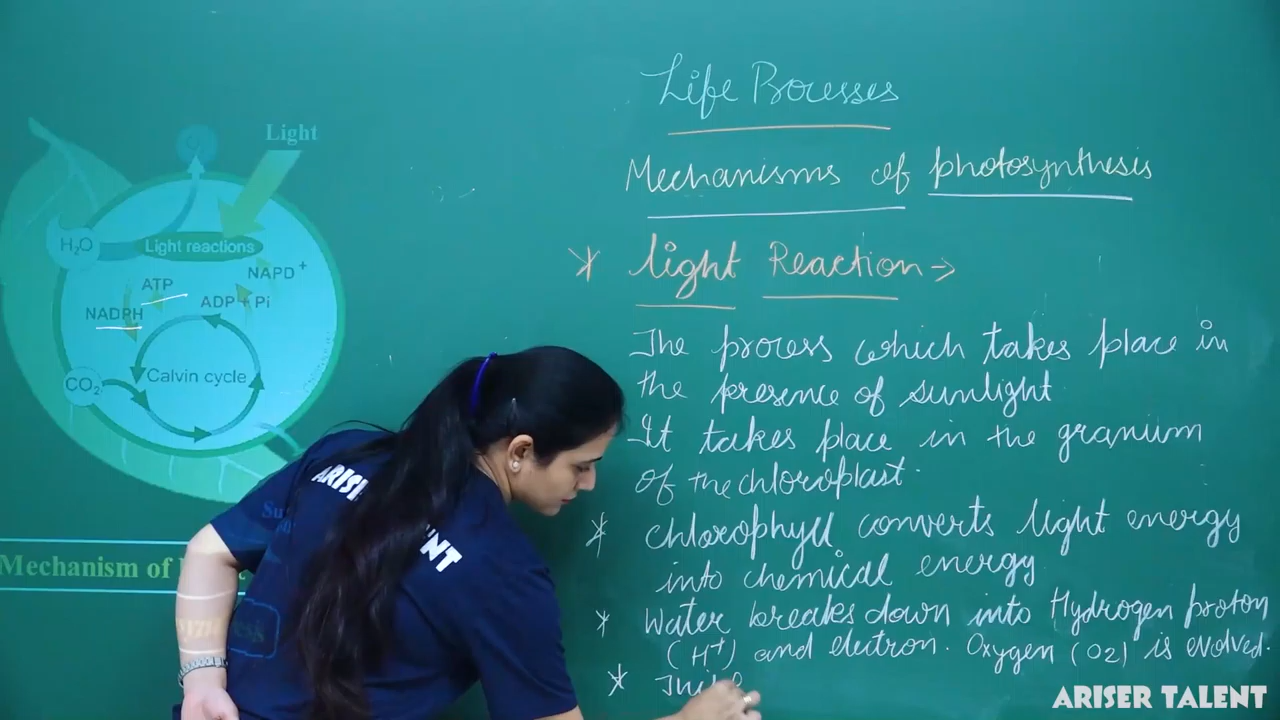 Life Processes
Mechanisms of photosynthesis
* Light Reaction →
The process which takes place in
the presence of sunlight
It takes place in the granum
of the chloroplast.
* chlorophyll converts light energy
into chemical energy
* Water breaks down into Hydrogen proton
(H+) and electron. Oxygen (O2) is evolved.
*
Light
H₂O
Light reactions
ATP
NAPD+
NADPH
ADP + Pi
CO₂
Calvin cycle
Mechanism of
ARISER TALENT